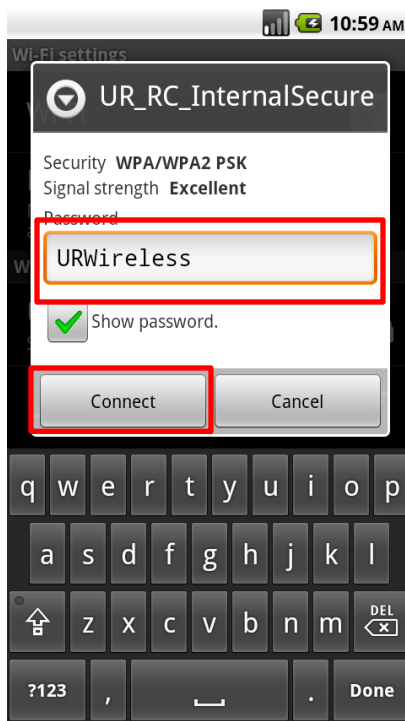 10:59 AM
Wi-Fi settings
UR_RC_InternalSecure
Security WPA/WPA2 PSK
Signal strength Excellent
Password
URWireless
Show password.
Connect Cancel
q w e r t y u i o p
a s d f g h j k l
z x c v b n m DEL
?123 , . Done